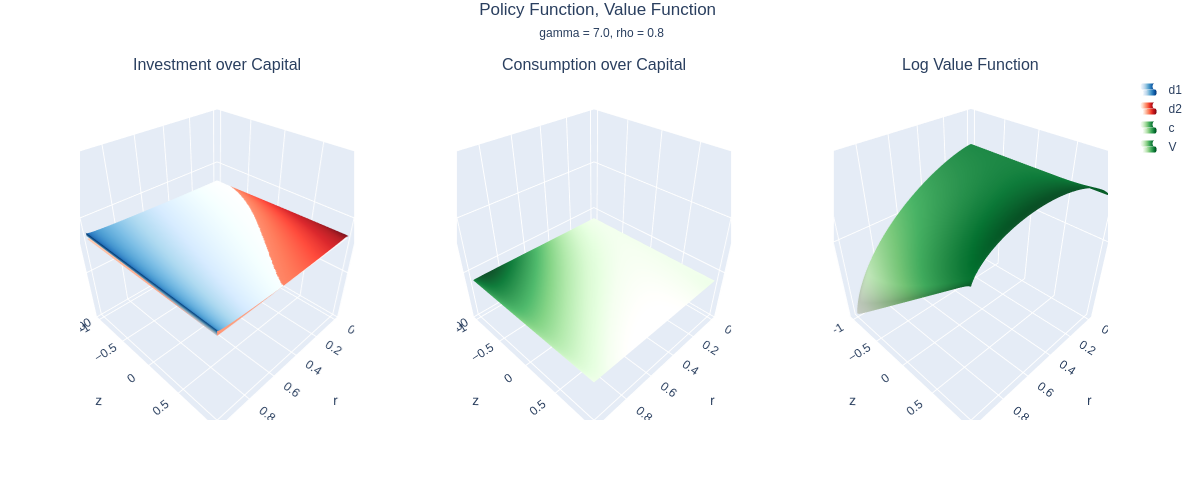 Policy Function, Value Function
gamma = 7.0, rho = 0.8
Investment over Capital
Consumption over Capital
Log Value Function
d1
d2
c
V
−0.5
0
0.5
z
0
0.2
0.4
0.6
0.8
r
−0.5
0
0.5
z
0
0.2
0.4
0.6
0.8
r
−1
−0.5
0
0.5
z
0
0.2
0.4
0.6
0.8
r